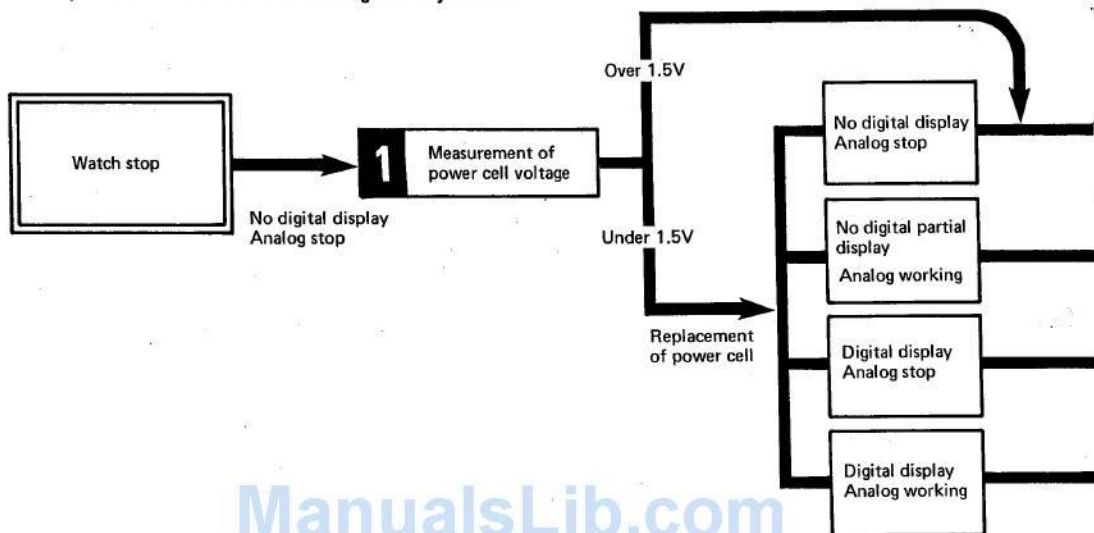 Over 1.5V
No digital display
Analog stop
Watch stop
1
Measurement of
power cell voltage
No digital display
Analog stop
Under 1.5V
No digital partial
display
Analog working
Replacement
of power cell
Digital display
Analog stop
Digital display
Analog working
ManualsLib.com